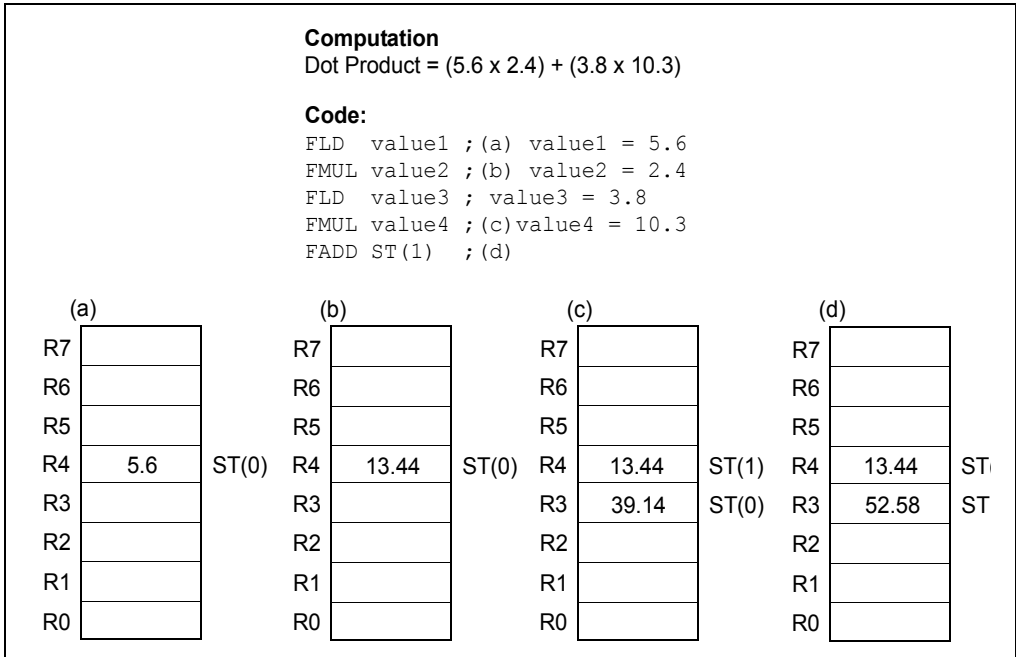 Computation
Dot Product = (5.6 x 2.4) + (3.8 x 10.3)
Code:
FLD value1 ;(a) value1 = 5.6
FMUL value2 ;(b) value2 = 2.4
FLD value3 ; value3 = 3.8
FMUL value4 ;(c)value4 = 10.3
FADD ST(1) ;(d)
(a) (b) (c) (d)
R7 R7 R7 R7
R6 R6 R6 R6
R5 R5 R5 R5
R4 5.6 ST(0) R4 13.44 ST(0) R4 13.44 ST(1) R4 13.44 ST(
R3 R3 R3 39.14 ST(0) R3 52.58 ST
R2 R2 R2 R2
R1 R1 R1 R1
R0 R0 R0 R0